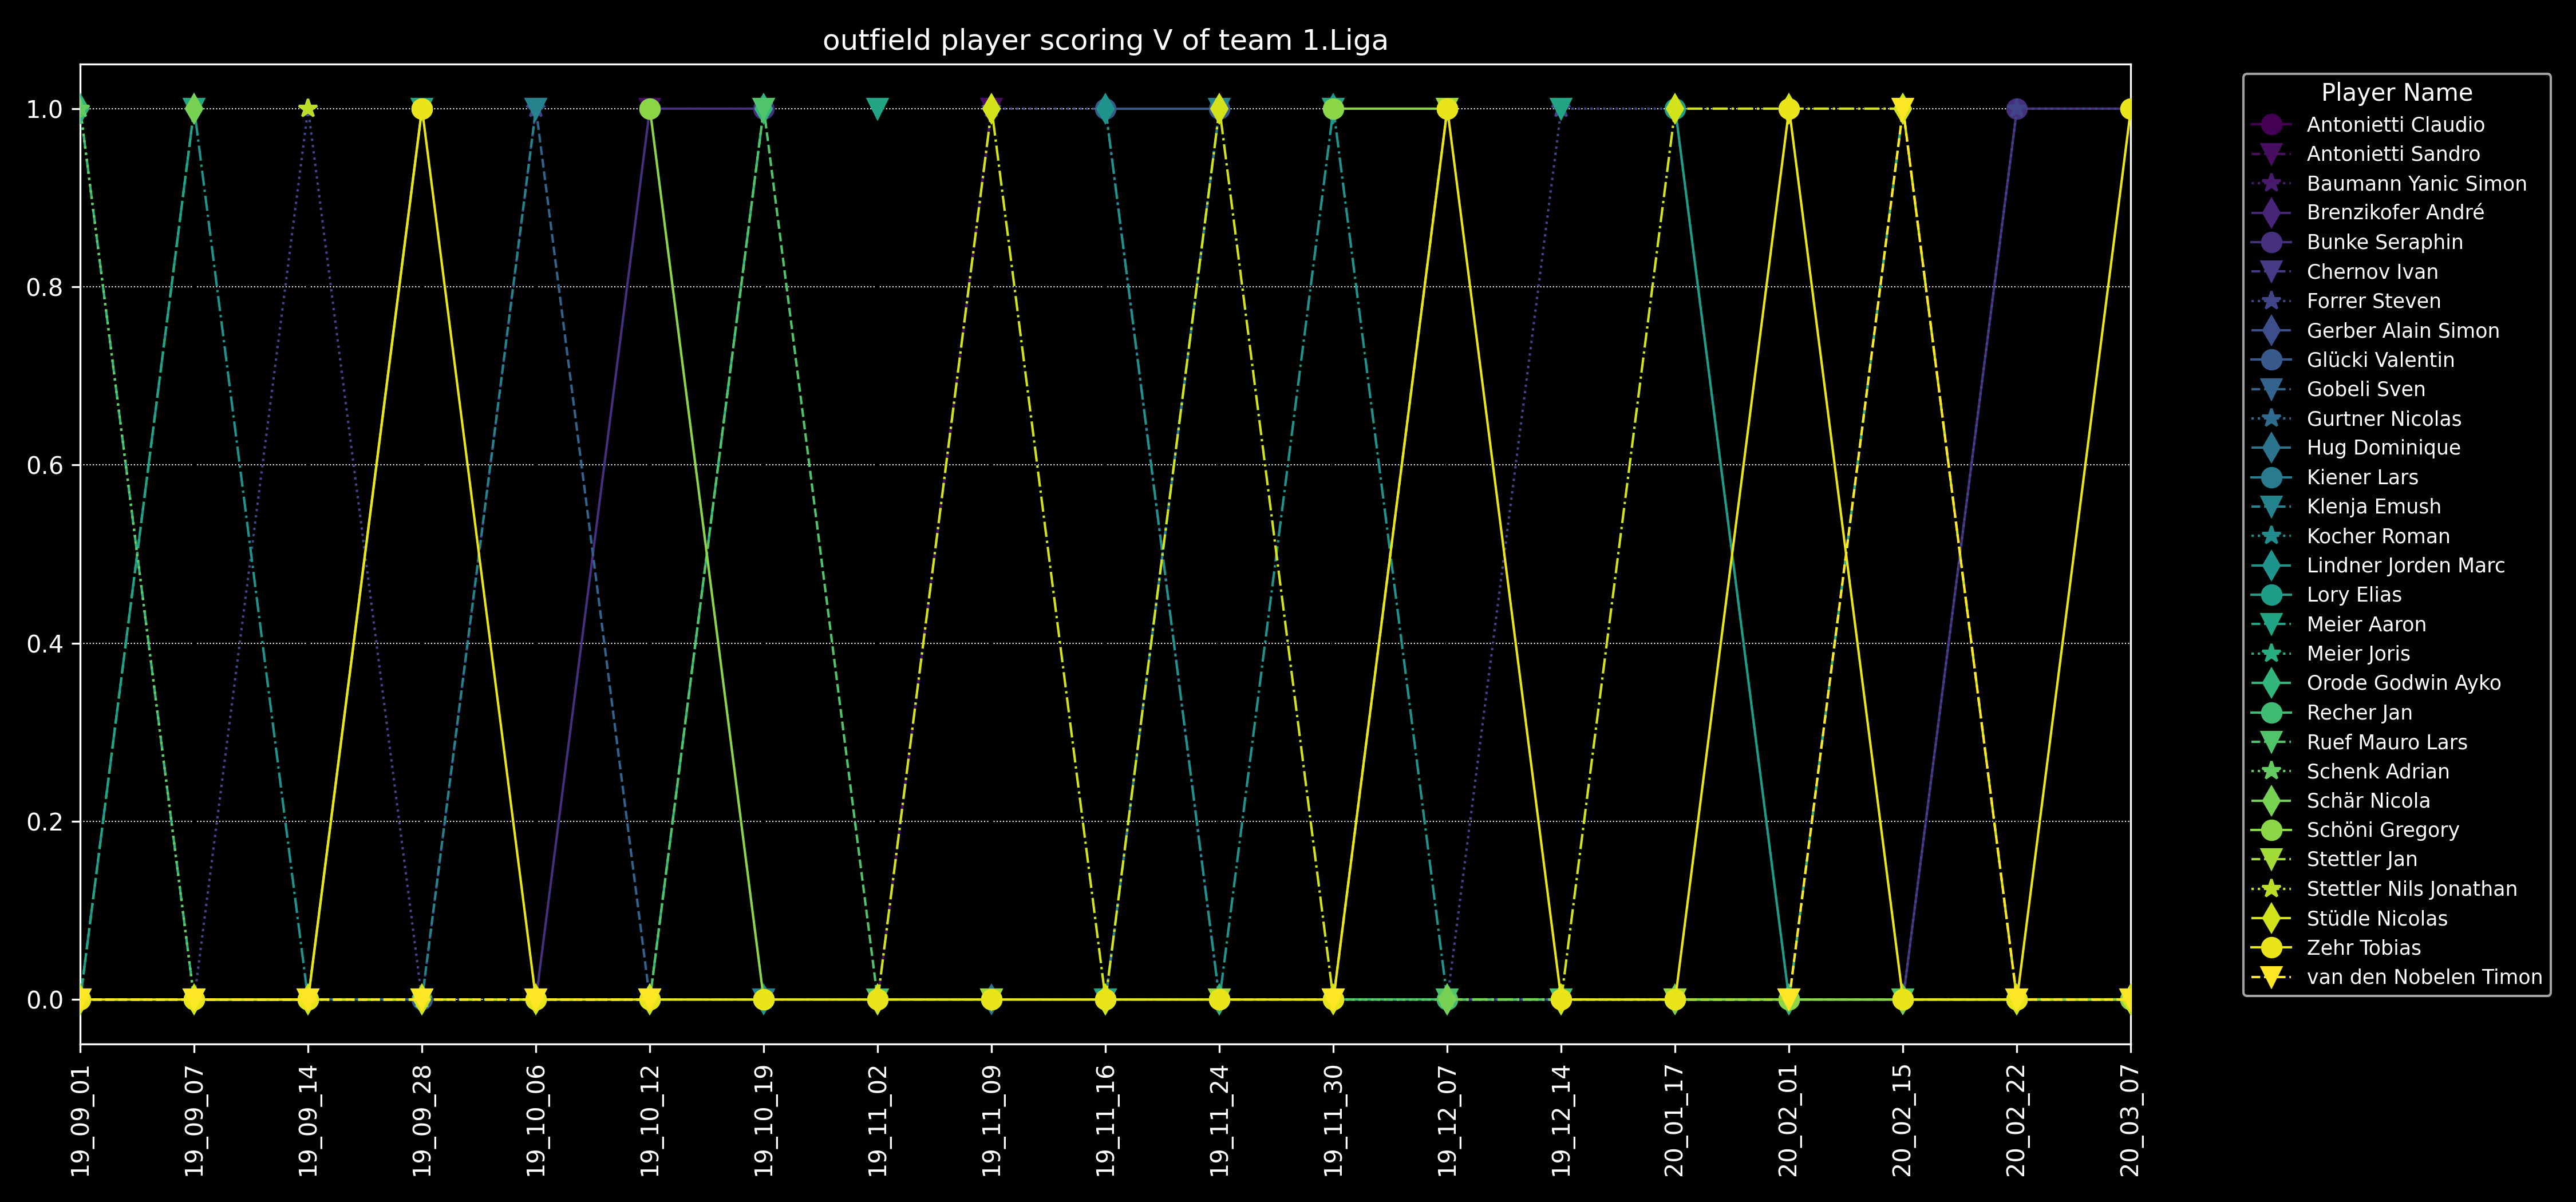 outfield player scoring V of team 1.Liga
1.0
0.8
0.6
0.4
0.2
0.0
19_09_01
19_09_07
19_09_14
19_09_28
19_10_06
19_10_12
19_10_19
19_11_02
19_11_09
19_11_16
19_11_24
19_11_30
19_12_07
19_12_14
20_01_17
20_02_01
20_02_15
20_02_22
20_03_07
Player Name
Antonietti Claudio
Antonietti Sandro
Baumann Yanic Simon
Brenzikofer André
Bunke Seraphin
Chernov Ivan
Forrer Steven
Gerber Alain Simon
Glücki Valentin
Gobeli Sven
Gurtner Nicolas
Hug Dominique
Kiener Lars
Klenja Emush
Kocher Roman
Lindner Jorden Marc
Lory Elias
Meier Aaron
Meier Joris
Orode Godwin Ayko
Recher Jan
Ruef Mauro Lars
Schenk Adrian
Schär Nicola
Schöni Gregory
Stettler Jan
Stettler Nils Jonathan
Stüdle Nicolas
Zehr Tobias
van den Nobelen Timon